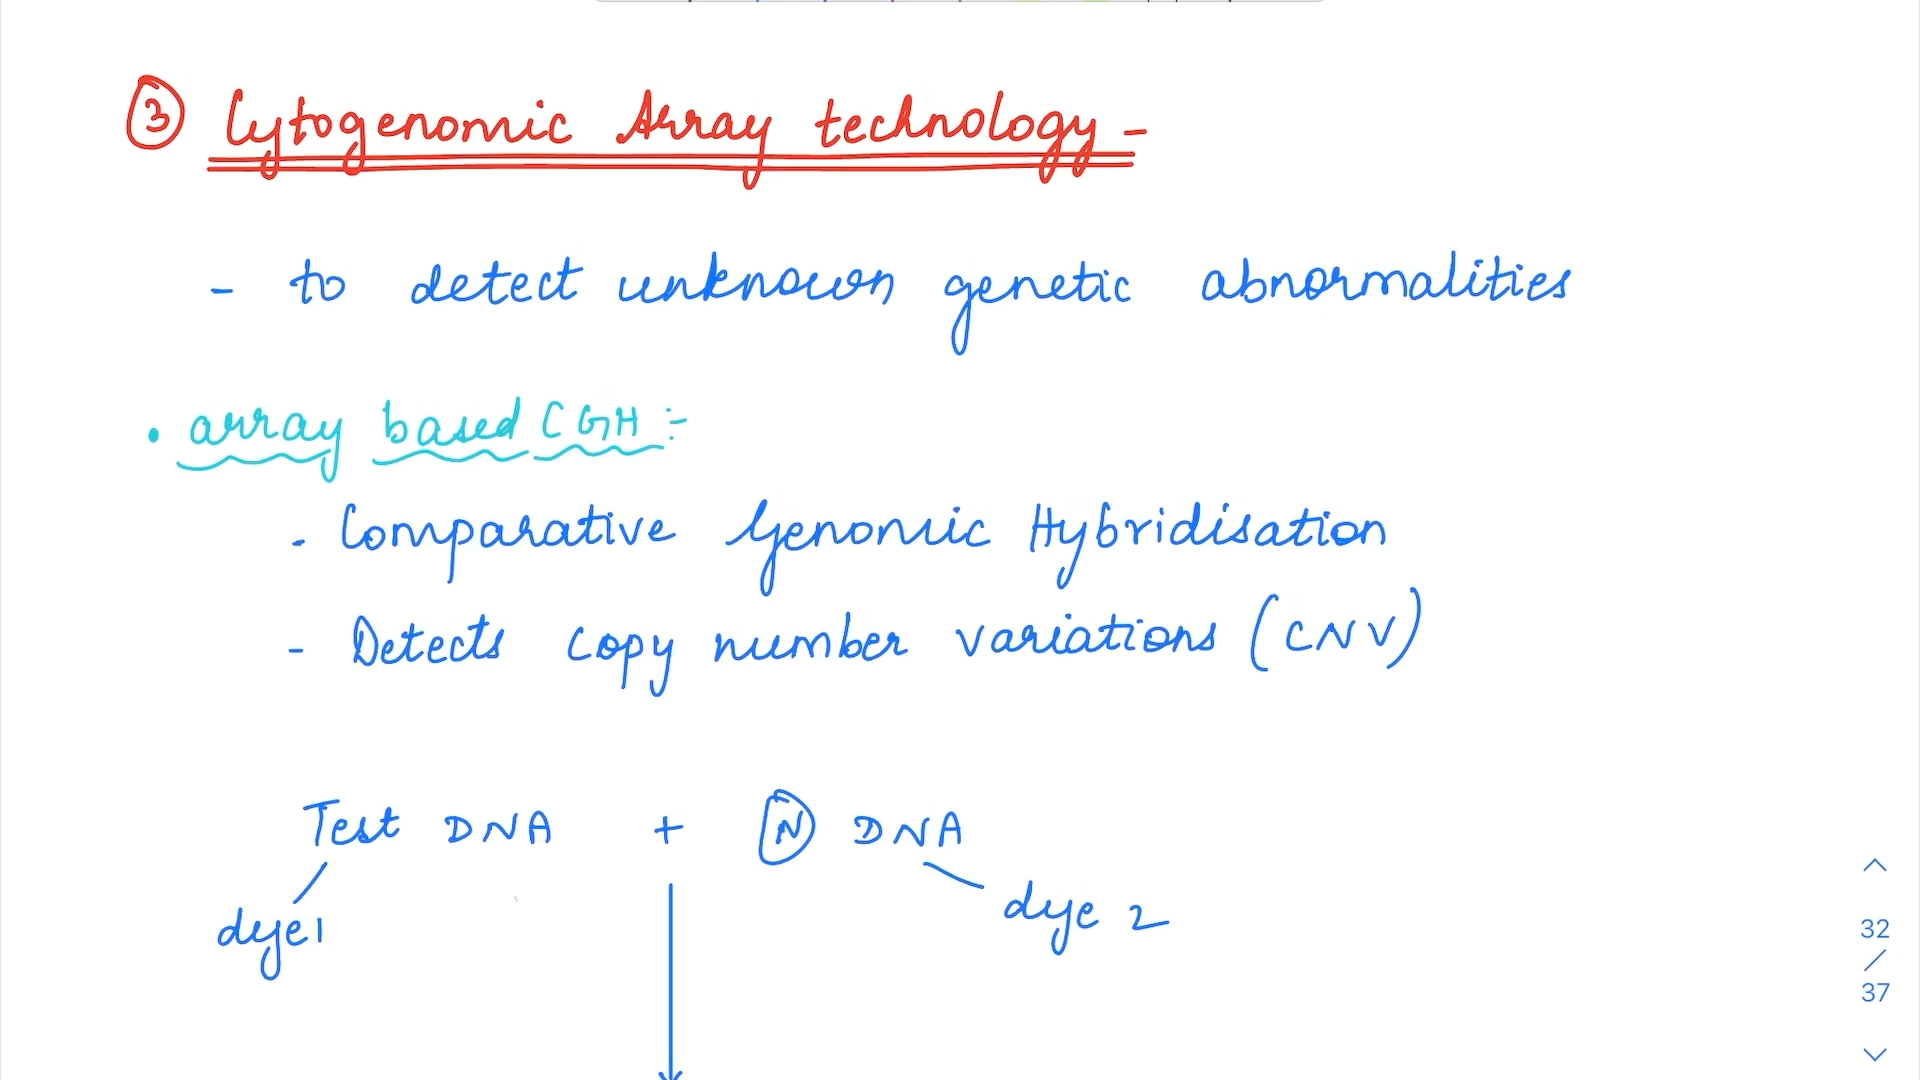 ③ Cytogenomic Array technology -
- to detect unknown genetic abnormalities
• array based CGH :-
- Comparative Genomic Hybridisation
- Detects copy number variations (CNV)
Test DNA + Ⓝ DNA
dye1 dye 2
32
/
37